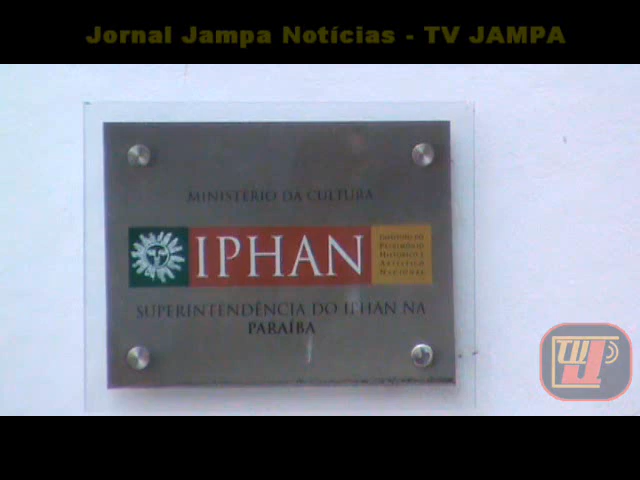 Jornal Jampa Notícias - TV JAMPA
MINISTÉRIO DA CULTURA
IPHAN
INSTITUTO DO
PATRIMÔNIO
HISTÓRICO E
ARTÍSTICO
NACIONAL
SUPERINTENDÊNCIA DO IPHAN NA
PARAÍBA
TVJ